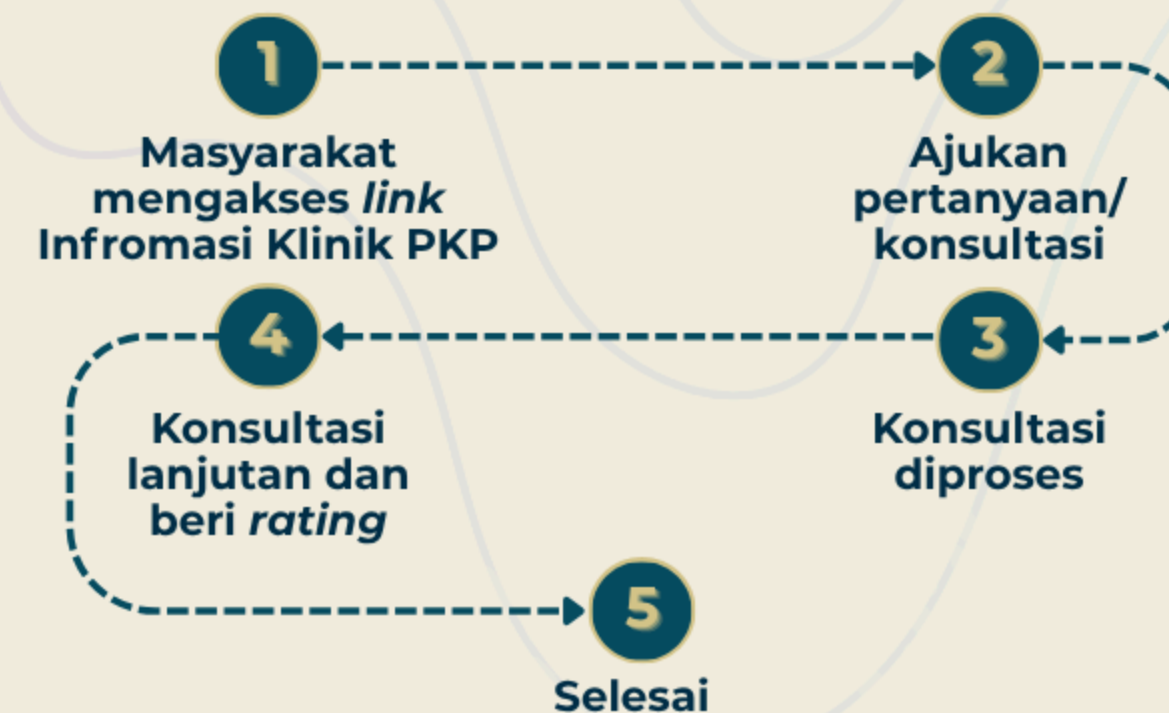 1
Masyarakat
mengakses link
Infromasi Klinik PKP
2
Ajukan
pertanyaan/
konsultasi
3
Konsultasi
diproses
4
Konsultasi
lanjutan dan
beri rating
5
Selesai